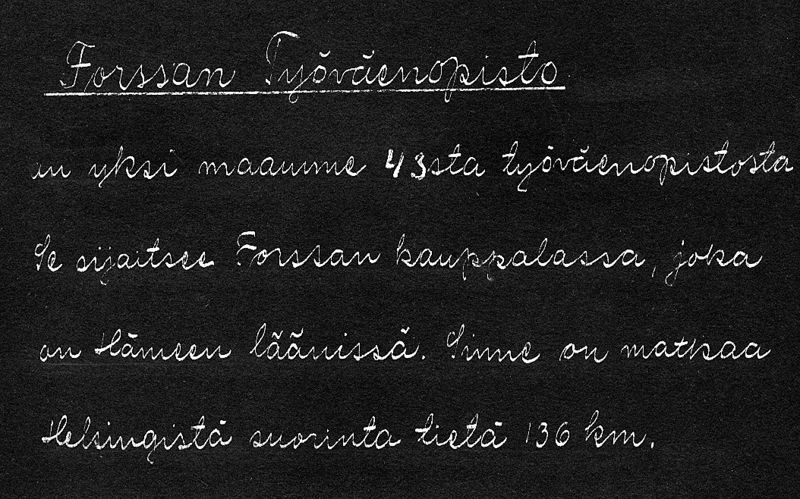 Forssan Työväenopisto
on yksi maamme 43sta työväenopistosta
Se sijaitsee Forssan kauppalassa, joka
on Hämeen läänissä. Sinne on matkaa
Helsingistä suorinta tietä 136 km.